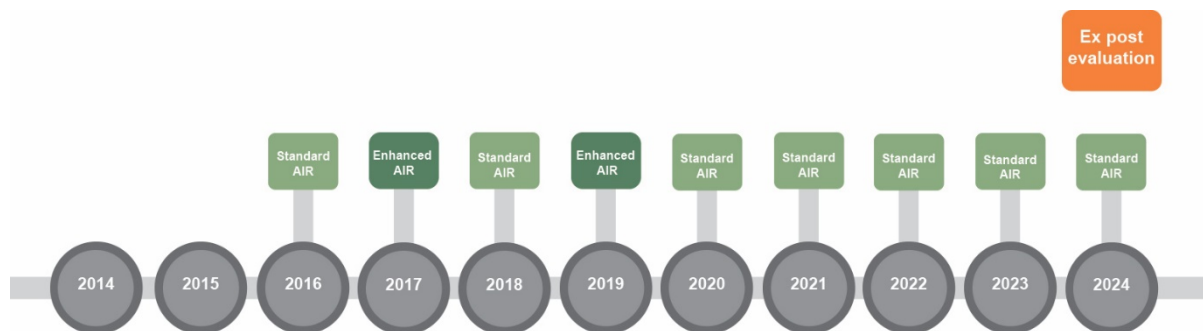 Ex post
evaluation
Standard
AIR
Enhanced
AIR
Standard
AIR
Enhanced
AIR
Standard
AIR
Standard
AIR
Standard
AIR
Standard
AIR
Standard
AIR
2014
2015
2016
2017
2018
2019
2020
2021
2022
2023
2024